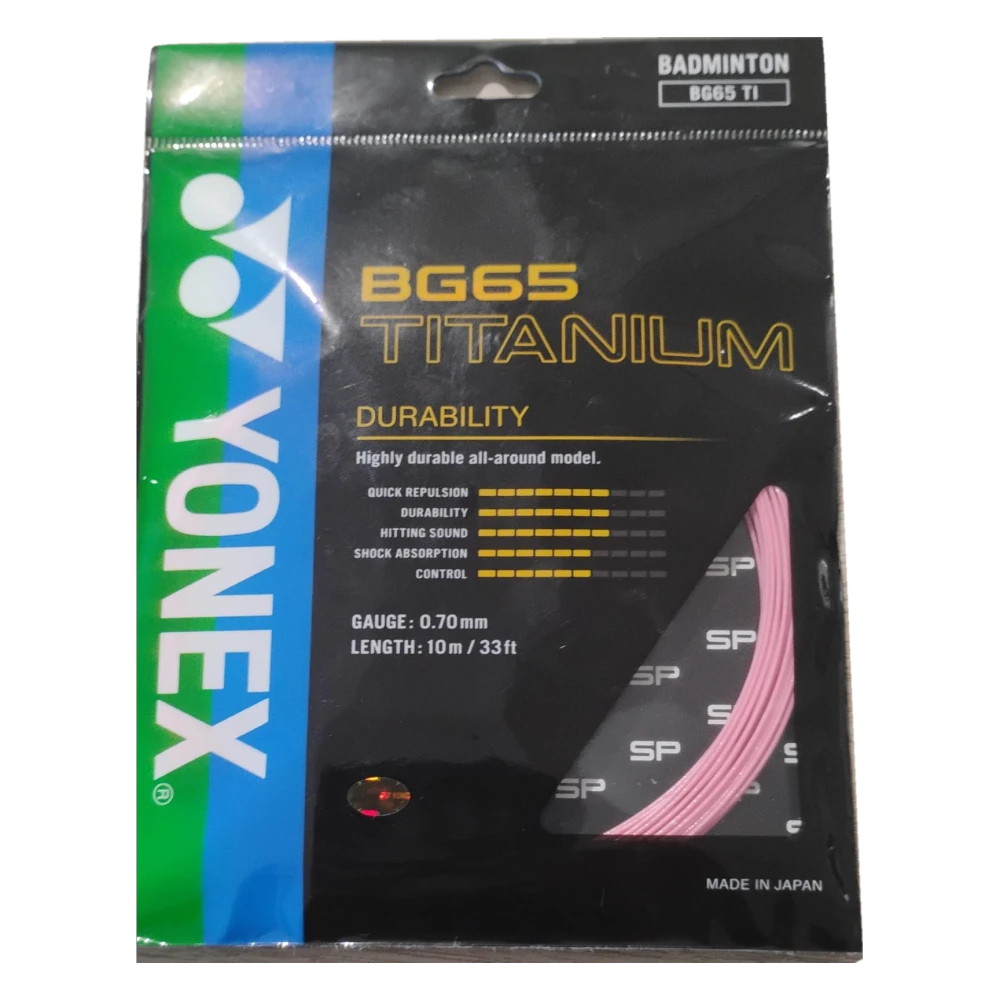 BADMINTON
BG65 TI
YONEX®
BG65
TITANIUM
DURABILITY
Highly durable all-around model.
QUICK REPULSION
DURABILITY
HITTING SOUND
SHOCK ABSORPTION
CONTROL
GAUGE: 0.70mm
LENGTH: 10m / 33ft
SP
SP
SP
SP
SP
MADE IN JAPAN